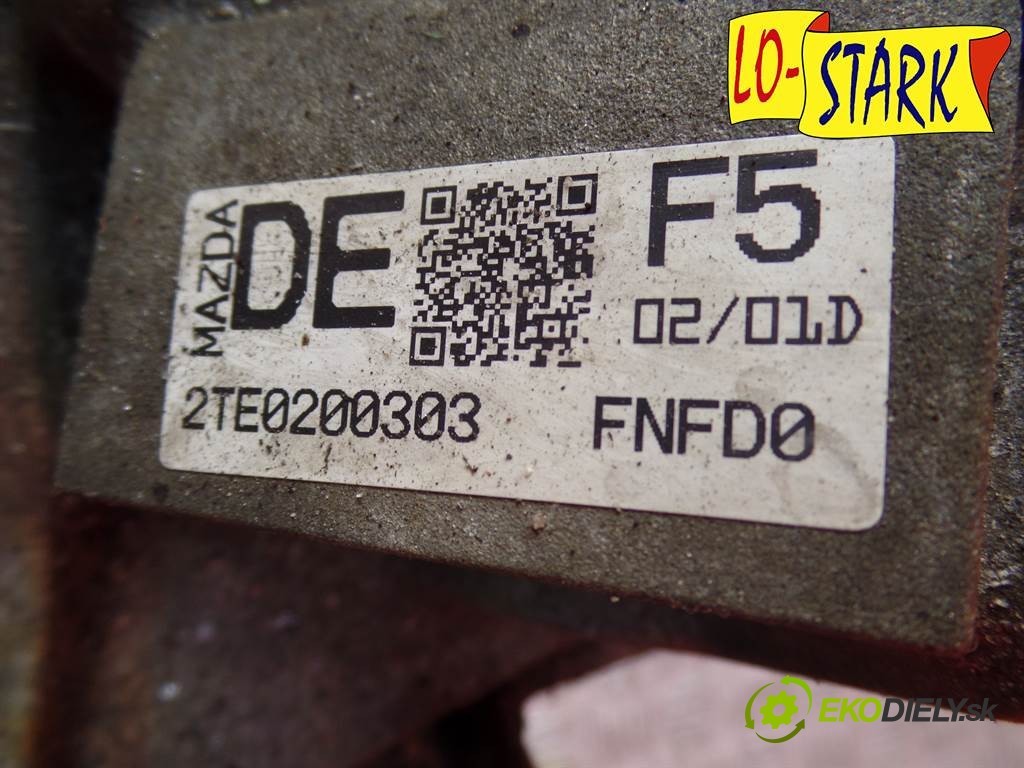 LO-STARK
MAZDA
DE
F5
02/01D
2TE0200303
FNFD0
EKODIELY.sk